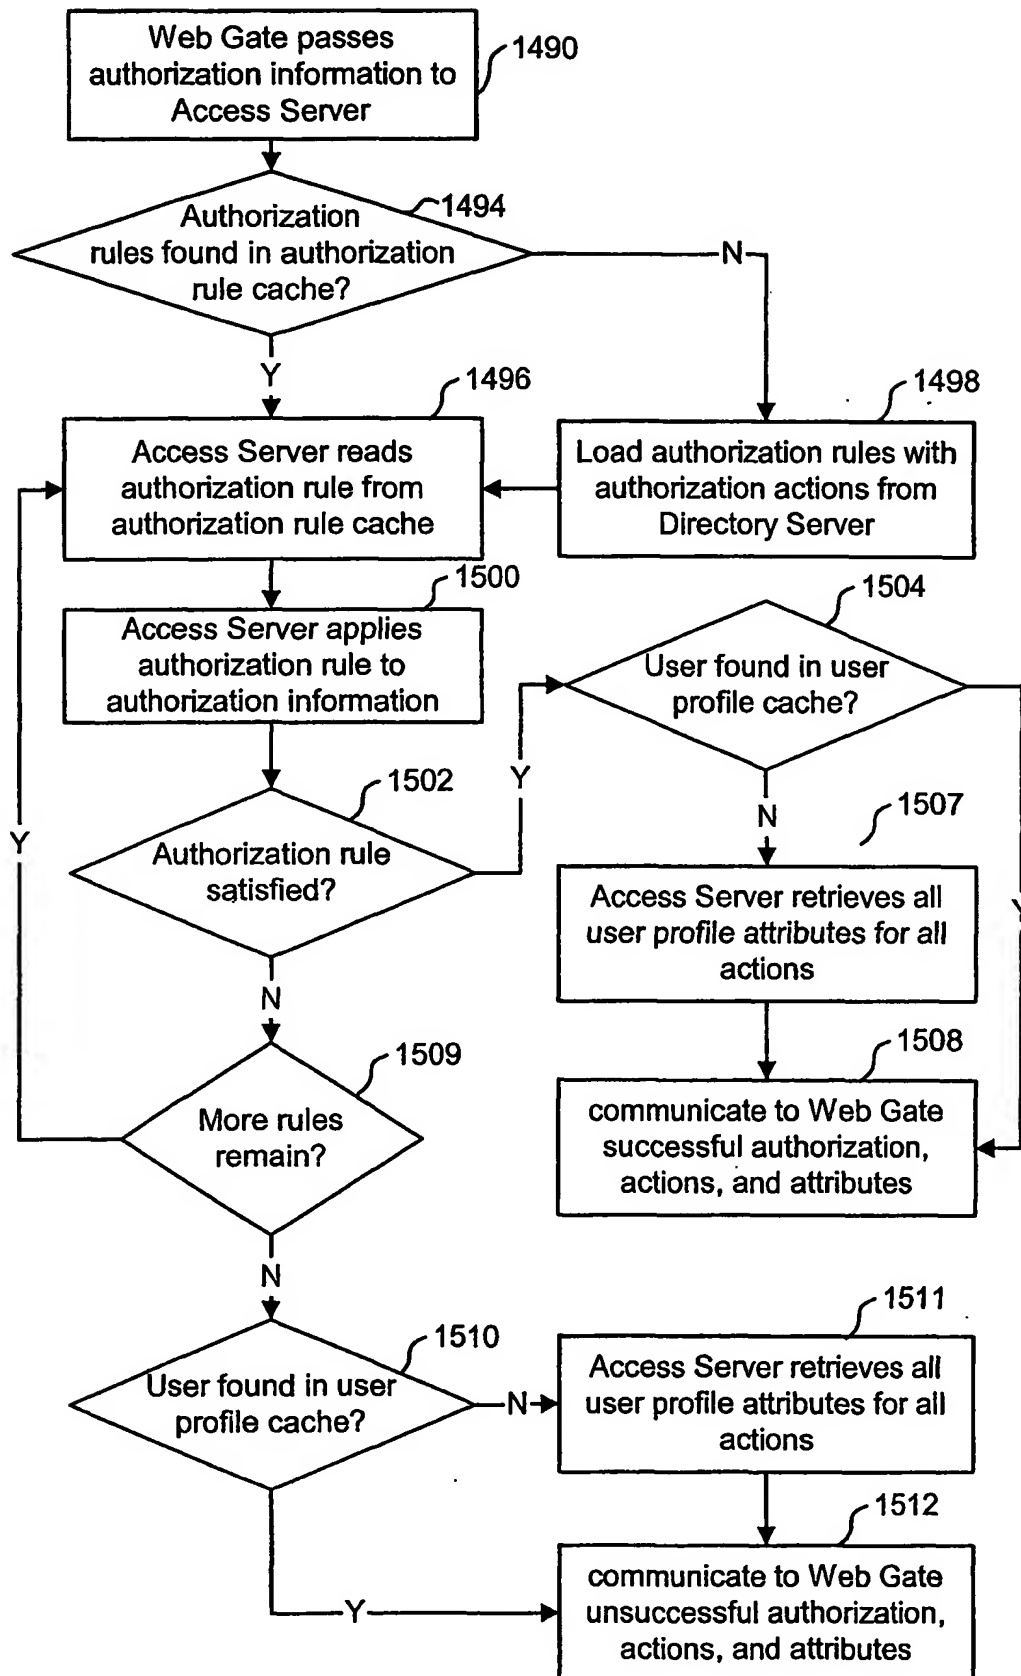 Web Gate passes
authorization information to
Access Server
1490
Authorization
rules found in authorization
rule cache?
1494
N
Y
1496
Access Server reads
authorization rule from
authorization rule cache
1498
Load authorization rules with
authorization actions from
Directory Server
1500
Access Server applies
authorization rule to
authorization information
1504
User found in user
profile cache?
Y
N
1502
Authorization rule
satisfied?
Y
1507
Access Server retrieves all
user profile attributes for all
actions
Y
N
1509
More rules
remain?
1508
communicate to Web Gate
successful authorization,
actions, and attributes
N
1510
User found in user
profile cache?
N
1511
Access Server retrieves all
user profile attributes for all
actions
Y
1512
communicate to Web Gate
unsuccessful authorization,
actions, and attributes